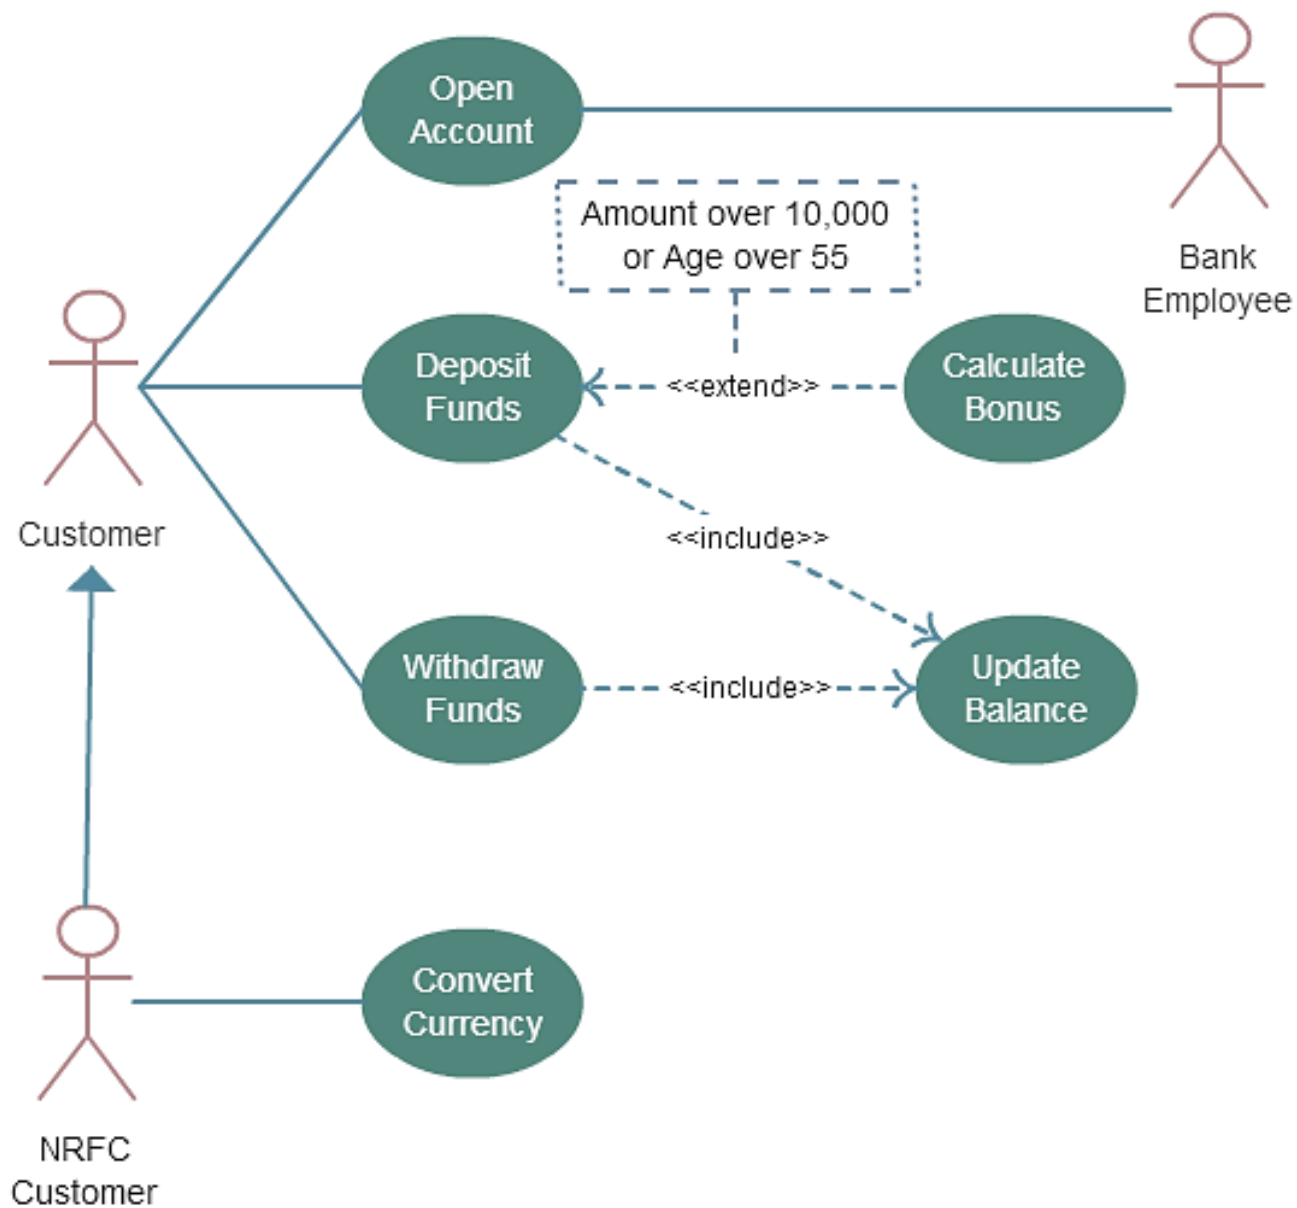 Open
Account
Amount over 10,000
or Age over 55
Bank
Employee
Deposit
Funds
<<extend>>
Calculate
Bonus
Customer
<<include>>
Withdraw
Funds
<<include>>
Update
Balance
Convert
Currency
NRFC
Customer